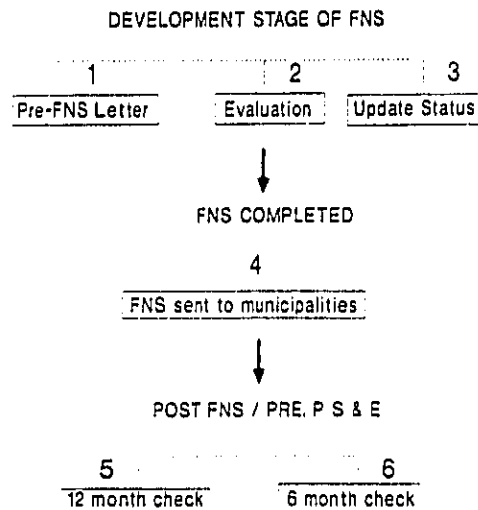 DEVELOPMENT STAGE OF FNS
1 2 3
Pre-FNS Letter Evaluation Update Status
FNS COMPLETED
4
FNS sent to municipalities
POST FNS / PRE, P S & E
5 6
12 month check 6 month check